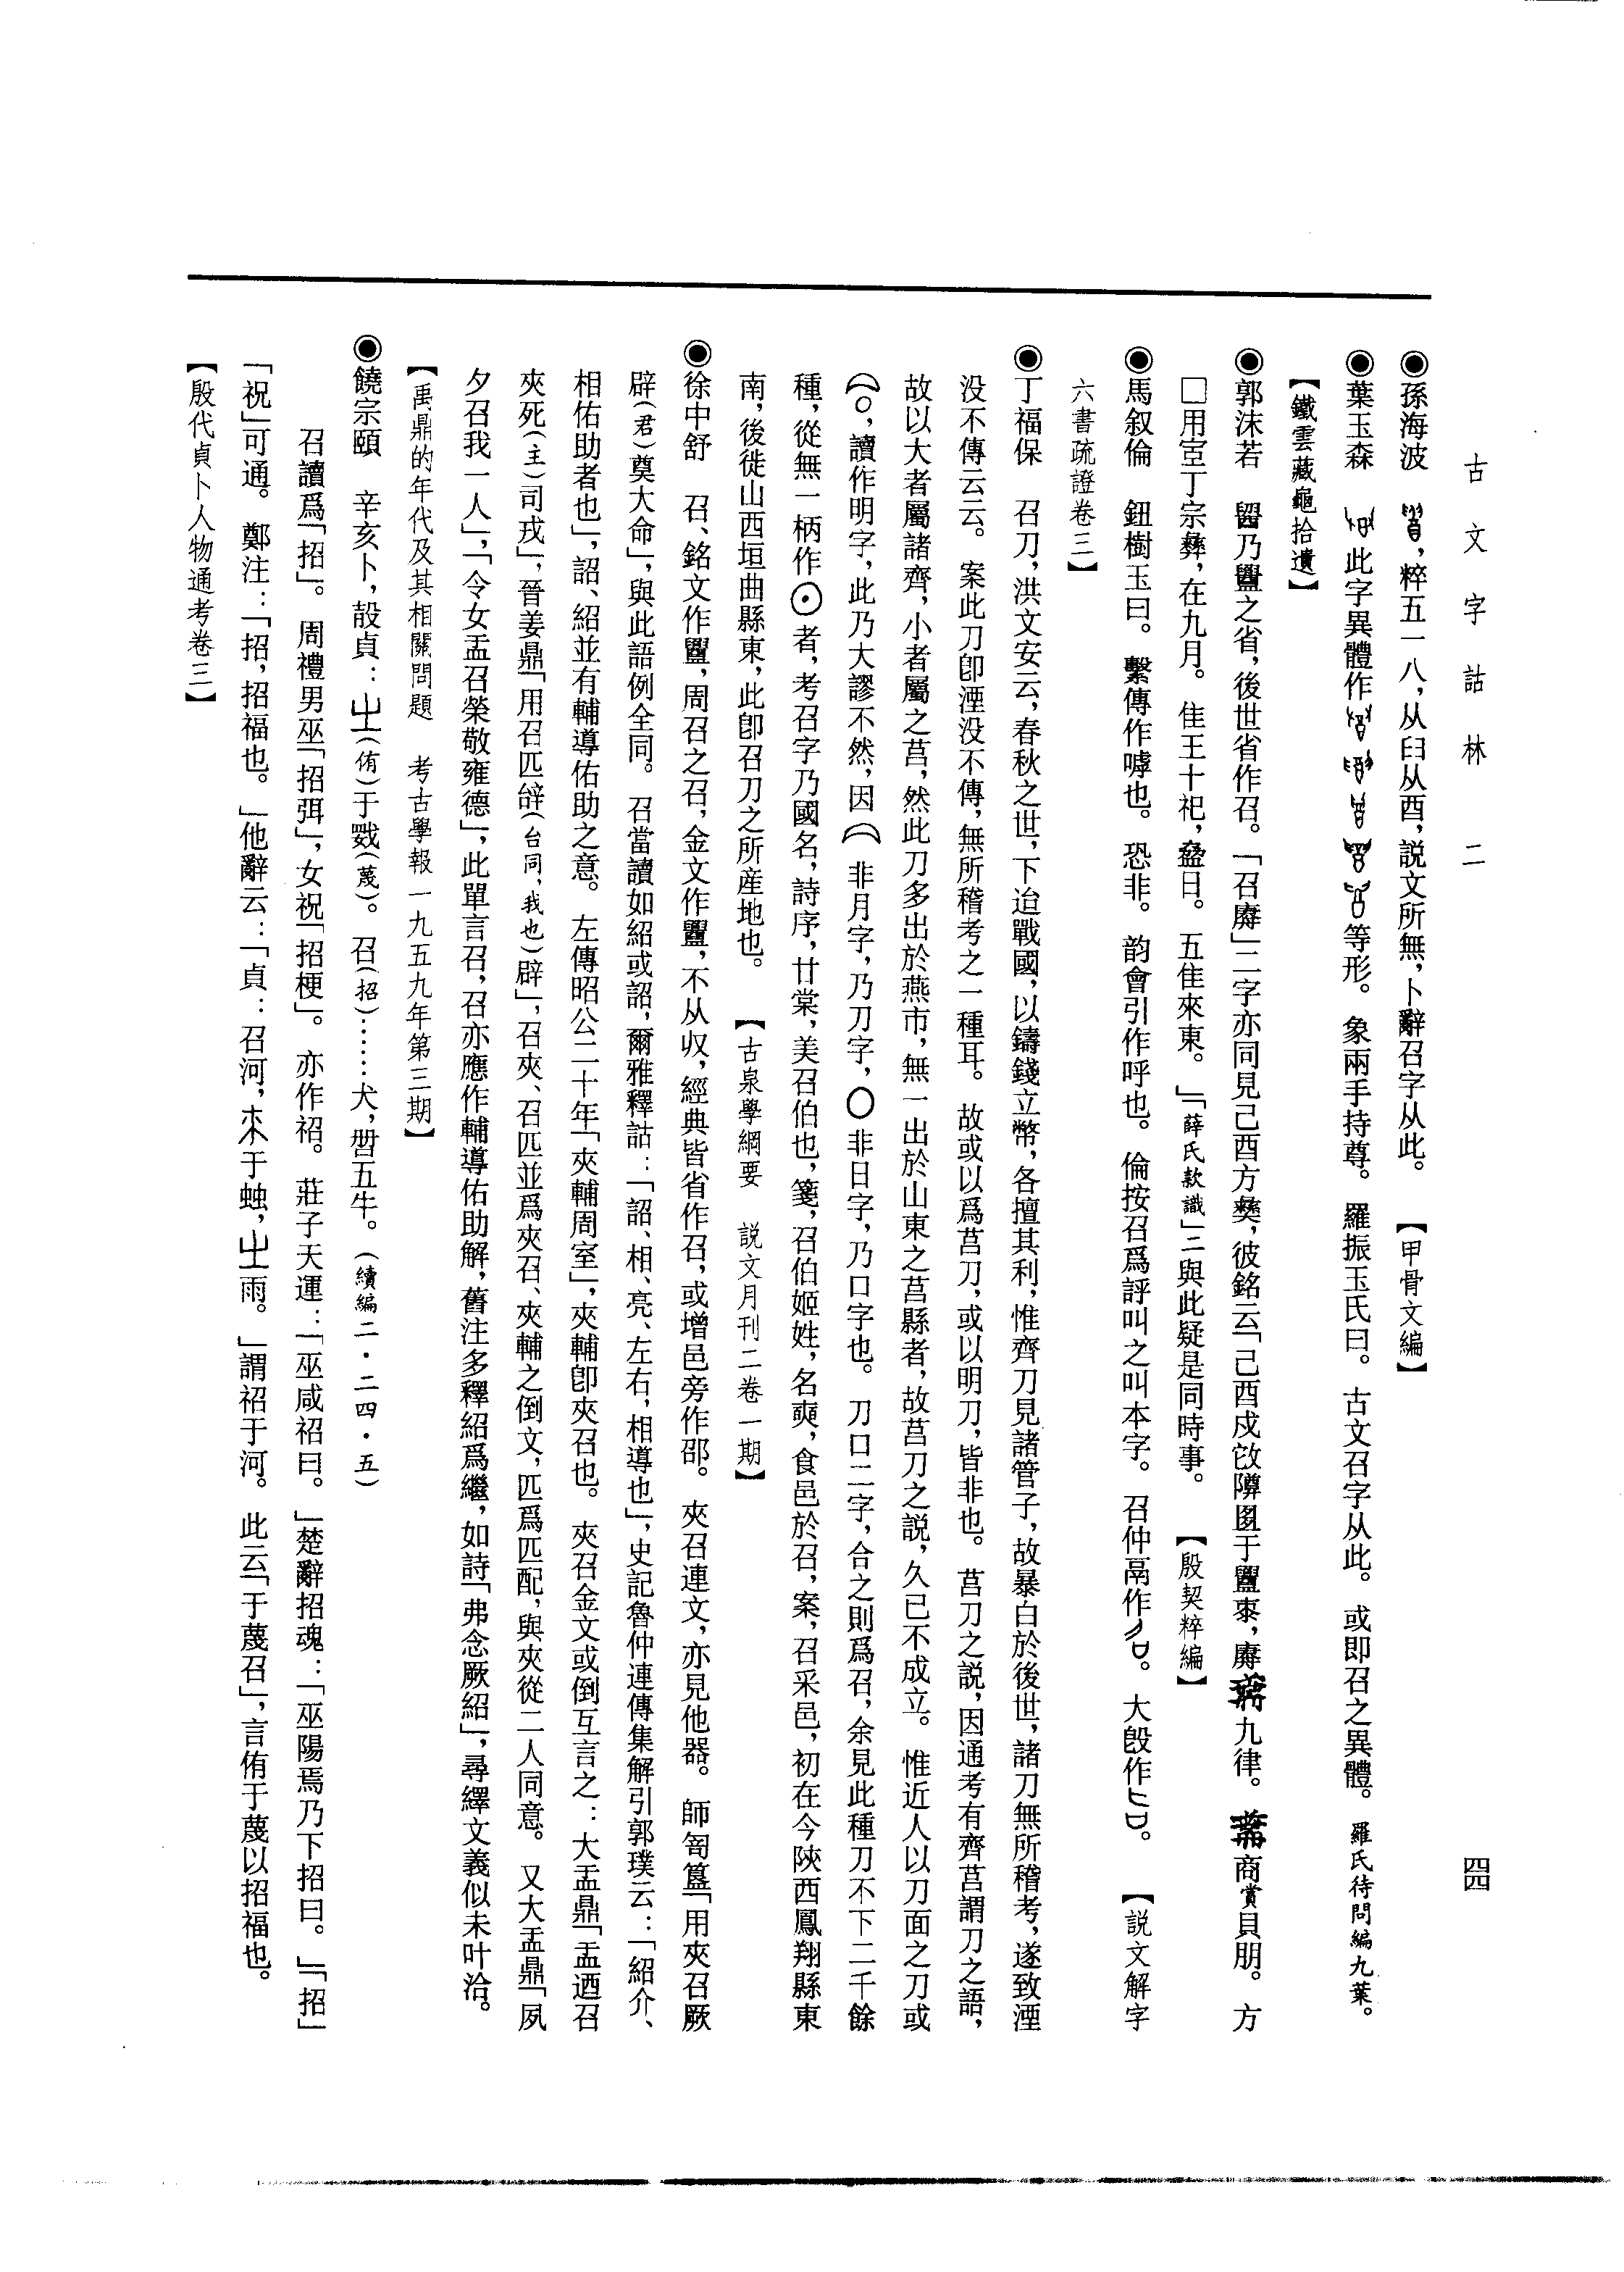 古文字詁林 二
四四
◉孫海波 ，粹五一八，从臼从酉，説文所無，卜辭召字从此。 【甲骨文編】
◉葉玉森 此字異體作等形。象兩手持尊。羅振玉氏曰。古文召字从此。或即召之異體。羅氏待問編九葉。
【鐵雲藏龜拾遺】
◉郭沫若 乃之省，後世省作召。「召」二字亦同見己酉方彝，彼銘云「己酉戍于，九律。商賞貝朋。方
□用室丁宗彝，在九月。隹王十祀，日。五隹來東。」「薛氏款識」二與此疑是同時事。 【殷契粹編】
◉馬叙倫 鈕樹玉曰。繫傳作嘑也。恐非。韵會引作呼也。倫按召爲評叫之叫本字。召仲鬲作。大𣪘作。 【説文解字
六書疏證卷三】
◉丁福保 召刀，洪文安云，春秋之世，下迨戰國，以鑄錢立幣，各擅其利，惟齊刀見諸管子，故暴白於後世，諸刀無所稽考，遂致湮
没不傳云云。案此刀卽湮没不傳，無所稽考之一種耳。故或以爲莒刀，或以明刀，皆非也。莒刀之説，因通考有齊莒謂刀之語，
故以大者屬諸齊，小者屬之莒，然此刀多出於燕市，無一出於山東之莒縣者，故莒刀之説，久已不成立。惟近人以刀面之刀或
，讀作明字，此乃大謬不然，因非月字，乃刀字，〇非日字，乃口字也。刀口二字，合之則爲召，余見此種刀不下二千餘
種，從無一柄作⊙者，考召字乃國名，詩序，甘棠，美召伯也，箋，召伯姬姓，名奭，食邑於召，案，召采邑，初在今陝西鳳翔縣東
南，後徙山西垣曲縣東，此卽召刀之所産地也。 【古泉學綱要 説文月刊二卷一期】
◉徐中舒 召、銘文作，周召之召，金文作，不从収，經典皆省作召，或增邑旁作邵。夾召連文，亦見他器。師訇簋「用夾召厥
辟（君）奠大命」，與此語例全同。召當讀如紹或詔，爾雅釋詁：「詔、相、亮、左右，相導也」，史記魯仲連傳集解引郭璞云：「紹介、
相佑助者也」，詔、紹並有輔導佑助之意。左傳昭公二十年「夾輔周室」，夾輔卽夾召也。夾召金文或倒互言之：大盂鼎「盂迺召
夾死（主）司戎」，晉姜鼎「用召匹辝（台同，我也）辟」，召夾、召匹並爲夾召、夾輔之倒文，匹爲匹配，與夾從二人同意。又大盂鼎「夙
夕召我一人」，「令女盂召榮敬雍德」，此單言召，召亦應作輔導佑助解，舊注多釋紹爲繼，如詩「弗念厥紹」，尋繹文義似未叶洽。
【禹鼎的年代及其相關問題 考古學報一九五九年第三期】
◉饒宗頤 辛亥卜，㱿貞：㞢（侑）于（蔑）。召（招）……犬，𠕋五牛。（續編二・二四・五）
召讀爲「招」。周禮男巫「招弭」，女祝「招梗」。亦作袑。莊子天運：「巫咸袑曰。」楚辭招魂：「巫陽焉乃下招曰。」「招」
「祝」可通。鄭注：「招，招福也。」他辭云：「貞：召河，于䖵，㞢雨。」謂袑于河。此云「于蔑召」，言侑于蔑以招福也。
【殷代貞卜人物通考卷三】